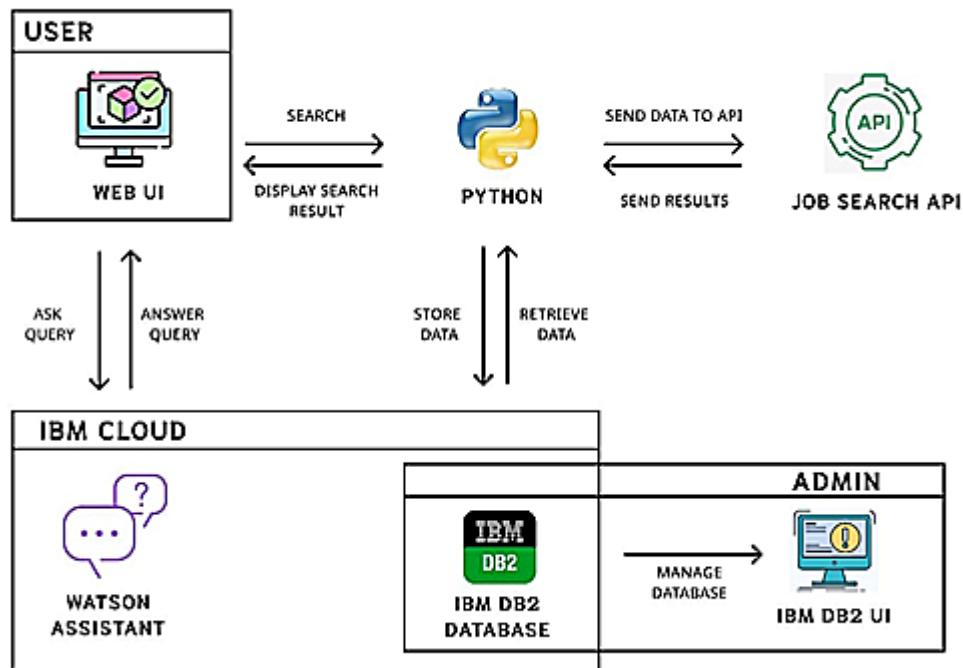 USER
WEB UI
SEARCH
DISPLAY SEARCH
RESULT
PYTHON
SEND DATA TO API
SEND RESULTS
API
JOB SEARCH API
ASK
QUERY
ANSWER
QUERY
STORE
DATA
RETRIEVE
DATA
IBM CLOUD
?
WATSON
ASSISTANT
ADMIN
IBM
DB2
IBM DB2
DATABASE
MANAGE
DATABASE
IBM DB2 UI